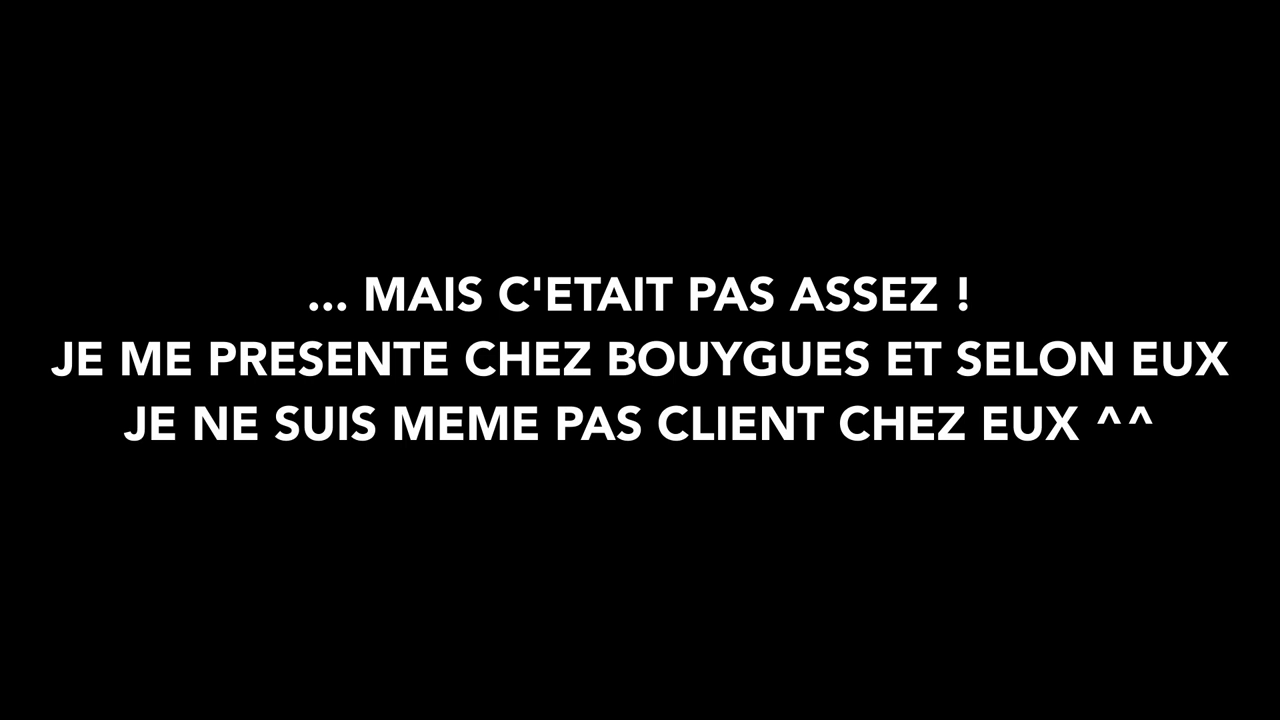 ... MAIS C'ETAIT PAS ASSEZ !
JE ME PRESENTE CHEZ BOUYGUES ET SELON EUX
JE NE SUIS MEME PAS CLIENT CHEZ EUX ^^